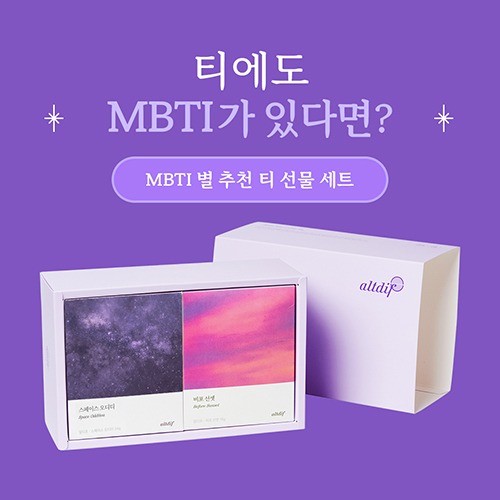 티에도
MBTI가 있다면?
MBTI 별 추천 티 선물 세트
altdif
스페이스 오디티
Space Oddities
비포 선셋
Before Sunset
altdif